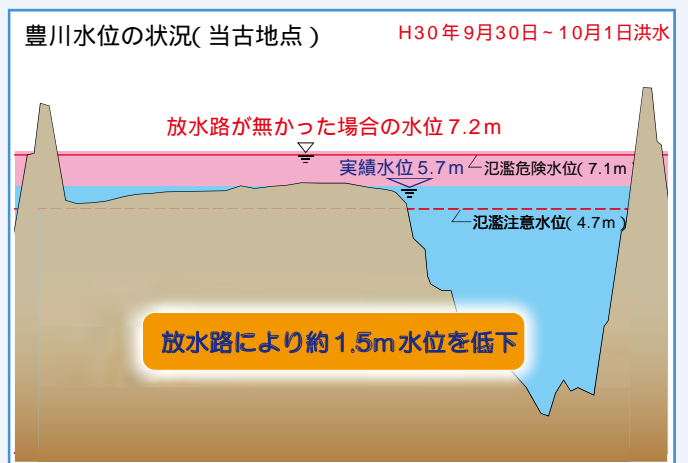 豊川水位の状況(当古地点)
H30年9月30日~10月1日洪水
放水路が無かった場合の水位7.2m
実績水位5.7m
氾濫危険水位(7.1m)
氾濫注意水位(4.7m)
放水路により約1.5m水位を低下